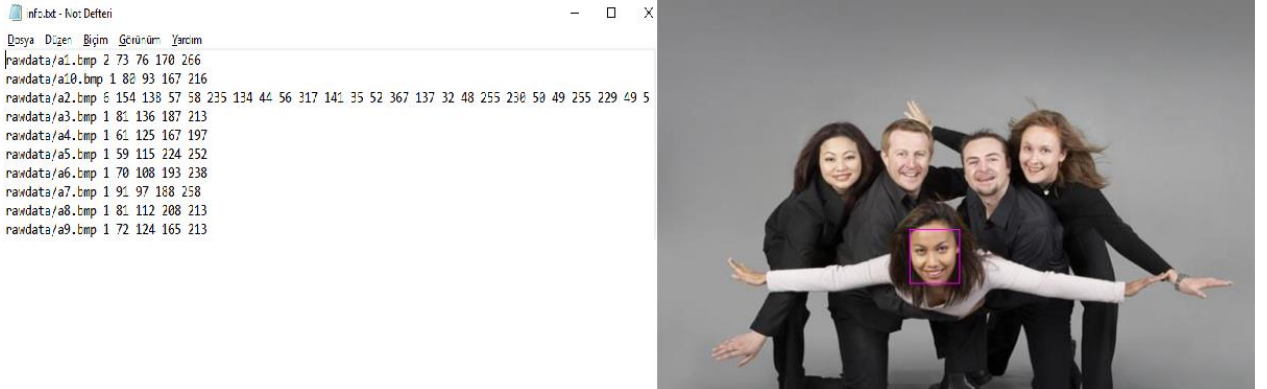 info.txt - Not Defteri
Dosya Düzen Biçim Görünüm Yardım
rawdata/a1.bmp 2 73 76 170 266
rawdata/a10.bmp 1 80 93 167 216
rawdata/a2.bmp 6 154 138 57 58 235 134 44 56 317 141 35 52 367 137 32 48 255 230 50 49 255 229 49 5
rawdata/a3.bmp 1 81 136 187 213
rawdata/a4.bmp 1 61 125 167 197
rawdata/a5.bmp 1 59 115 224 252
rawdata/a6.bmp 1 70 108 193 238
rawdata/a7.bmp 1 91 97 188 258
rawdata/a8.bmp 1 81 112 208 213
rawdata/a9.bmp 1 72 124 165 213